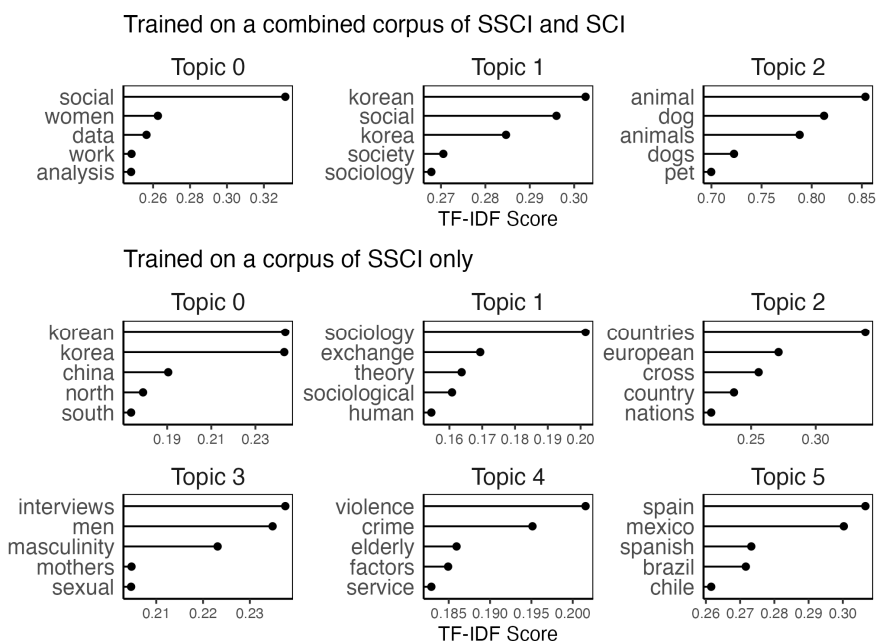 Trained on a combined corpus of SSCI and SCI
Topic 0
social
women
data
work
analysis
0.26 0.28 0.30 0.32
Topic 1
korean
social
korea
society
sociology
0.27 0.28 0.29 0.30
TF-IDF Score
Topic 2
animal
dog
animals
dogs
pet
0.70 0.75 0.80 0.85
Trained on a corpus of SSCI only
Topic 0
korean
korea
china
north
south
0.19 0.21 0.23
Topic 1
sociology
exchange
theory
sociological
human
0.16 0.17 0.18 0.19 0.20
Topic 2
countries
european
cross
country
nations
0.25 0.30
Topic 3
interviews
men
masculinity
mothers
sexual
0.21 0.22 0.23
Topic 4
violence
crime
elderly
factors
service
0.185 0.190 0.195 0.200
TF-IDF Score
Topic 5
spain
mexico
spanish
brazil
chile
0.26 0.27 0.28 0.29 0.30